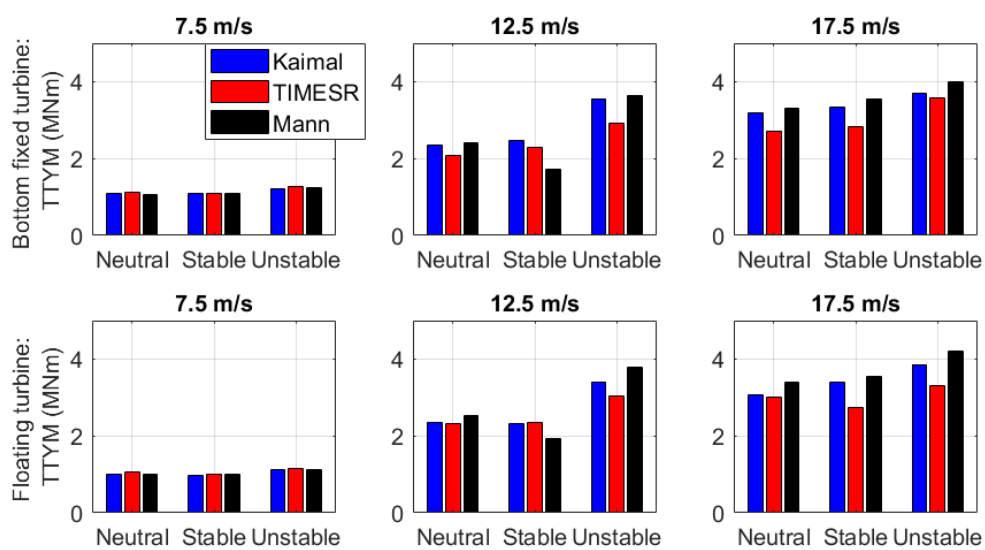 7.5 m/s
12.5 m/s
17.5 m/s
Bottom fixed turbine:
TTYM (MNm)
4
2
0
Kaimal
TIMESR
Mann
Neutral Stable Unstable
4
2
0
Neutral Stable Unstable
4
2
0
Neutral Stable Unstable
7.5 m/s
12.5 m/s
17.5 m/s
Floating turbine:
TTYM (MNm)
4
2
0
Neutral Stable Unstable
4
2
0
Neutral Stable Unstable
4
2
0
Neutral Stable Unstable